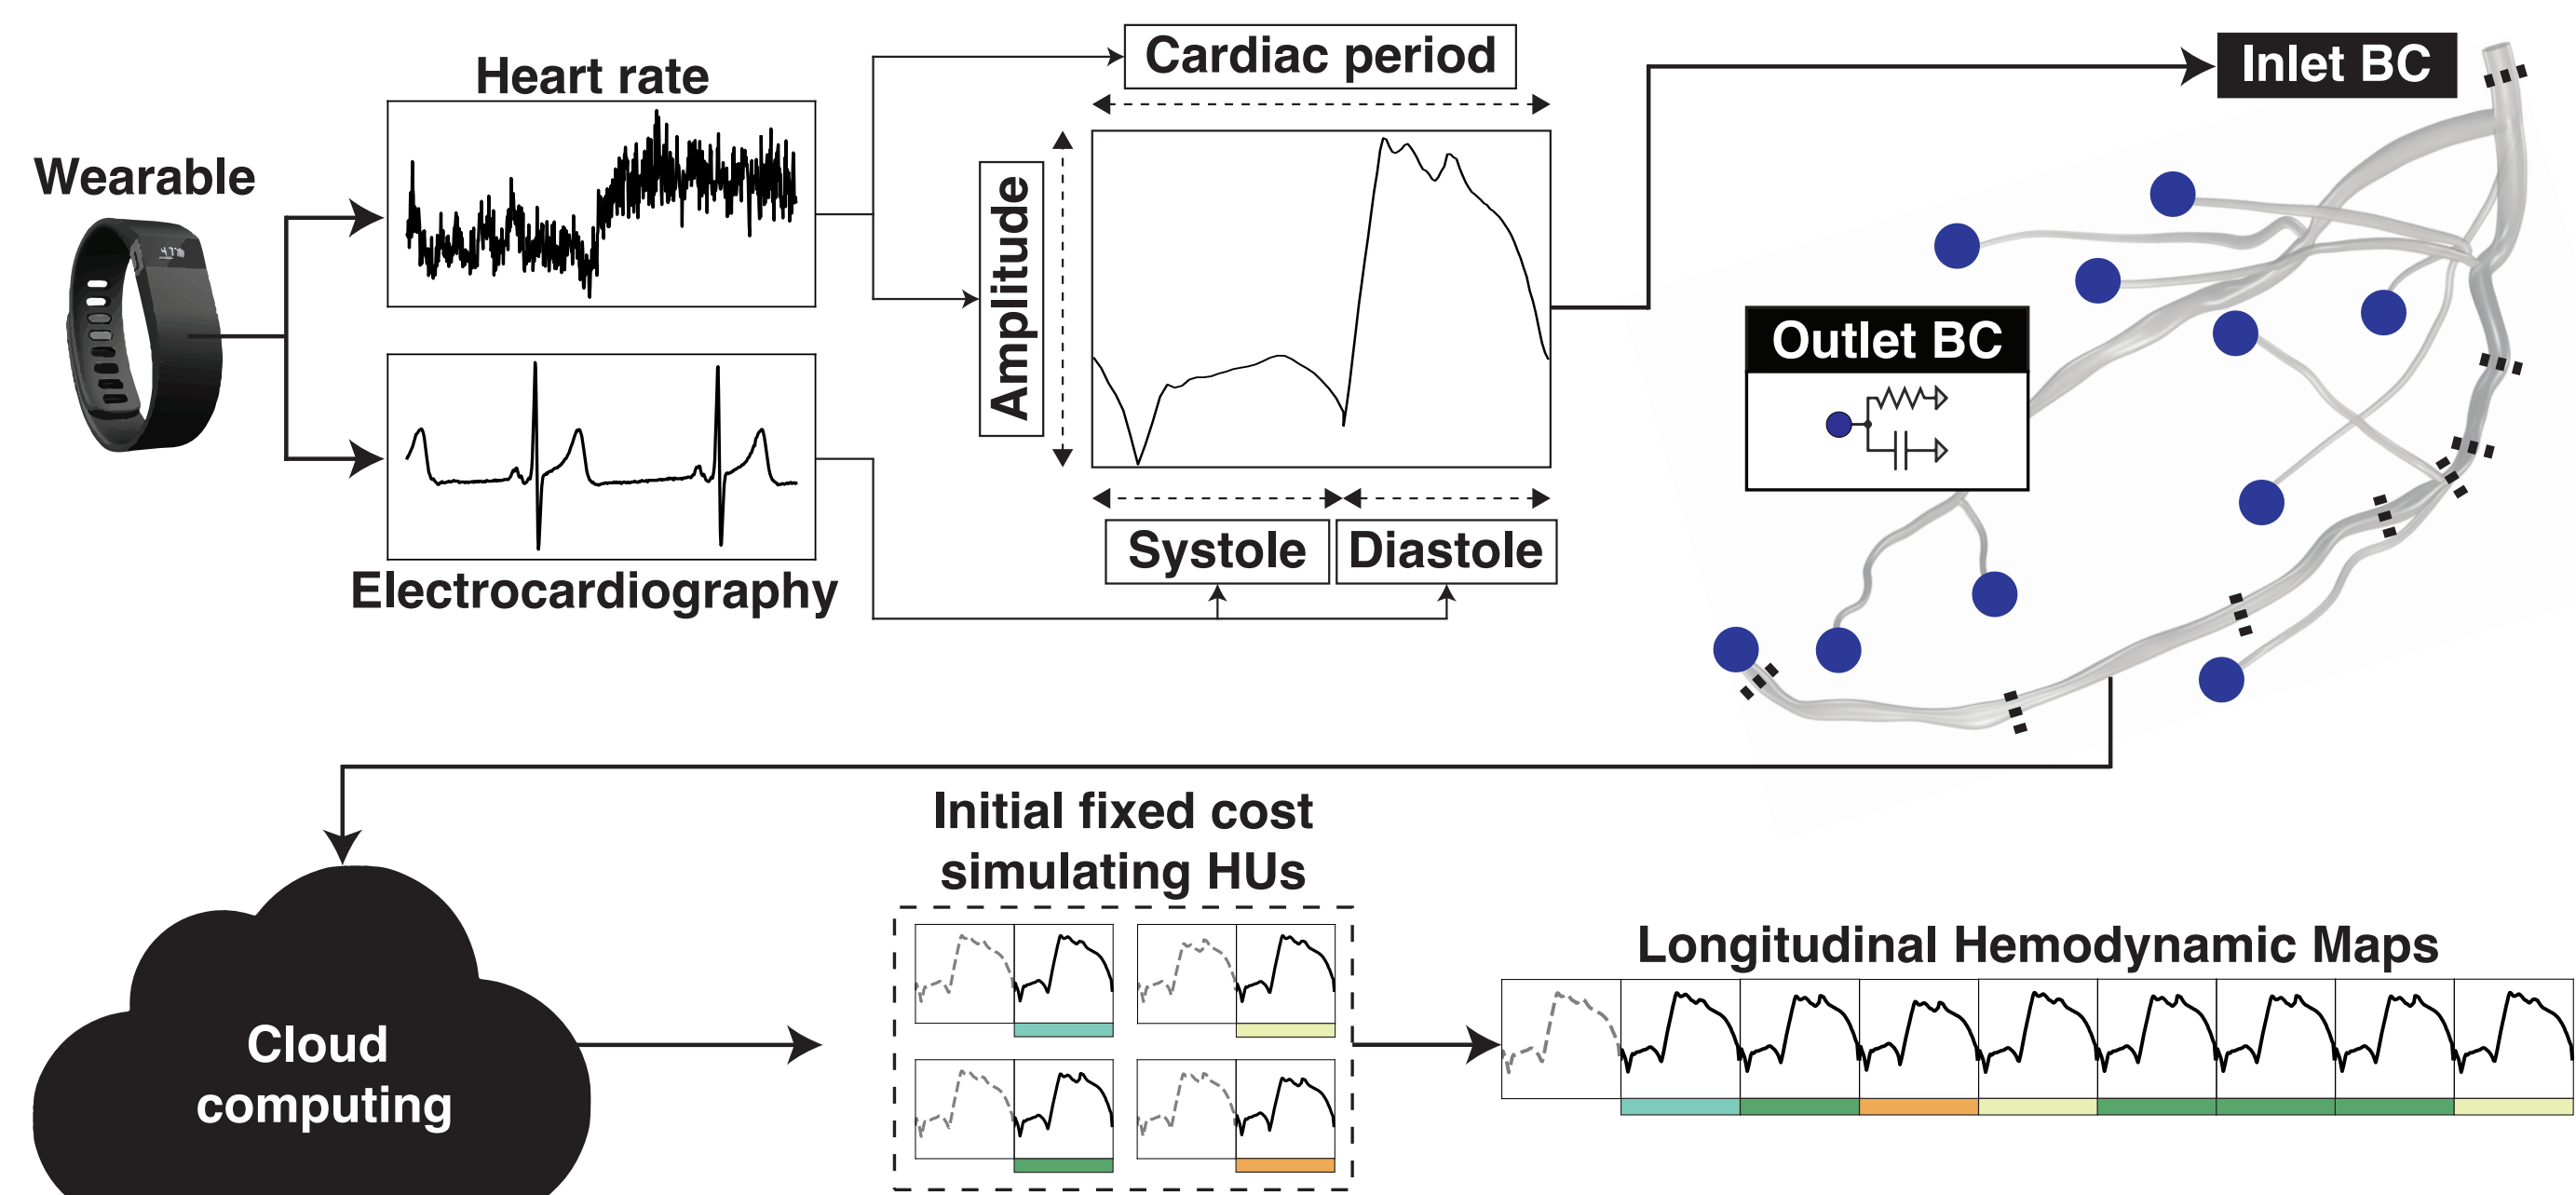 Heart rate
Wearable
Electrocardiography
Cardiac period
Amplitude
Systole
Diastole
Inlet BC
Outlet BC
Cloud
computing
Initial fixed cost
simulating HUs
Longitudinal Hemodynamic Maps